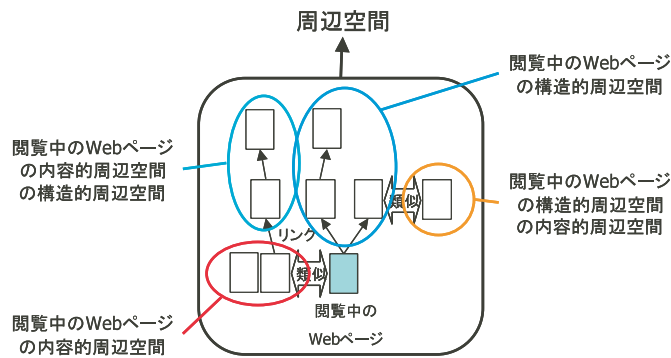 周辺空間
閲覧中のWebページ
の構造的周辺空間
閲覧中のWebページ
の内容的周辺空間
の構造的周辺空間
閲覧中のWebページ
の構造的周辺空間
の内容的周辺空間
類似
リンク
類似
閲覧中の
Webページ
閲覧中のWebページ
の内容的周辺空間